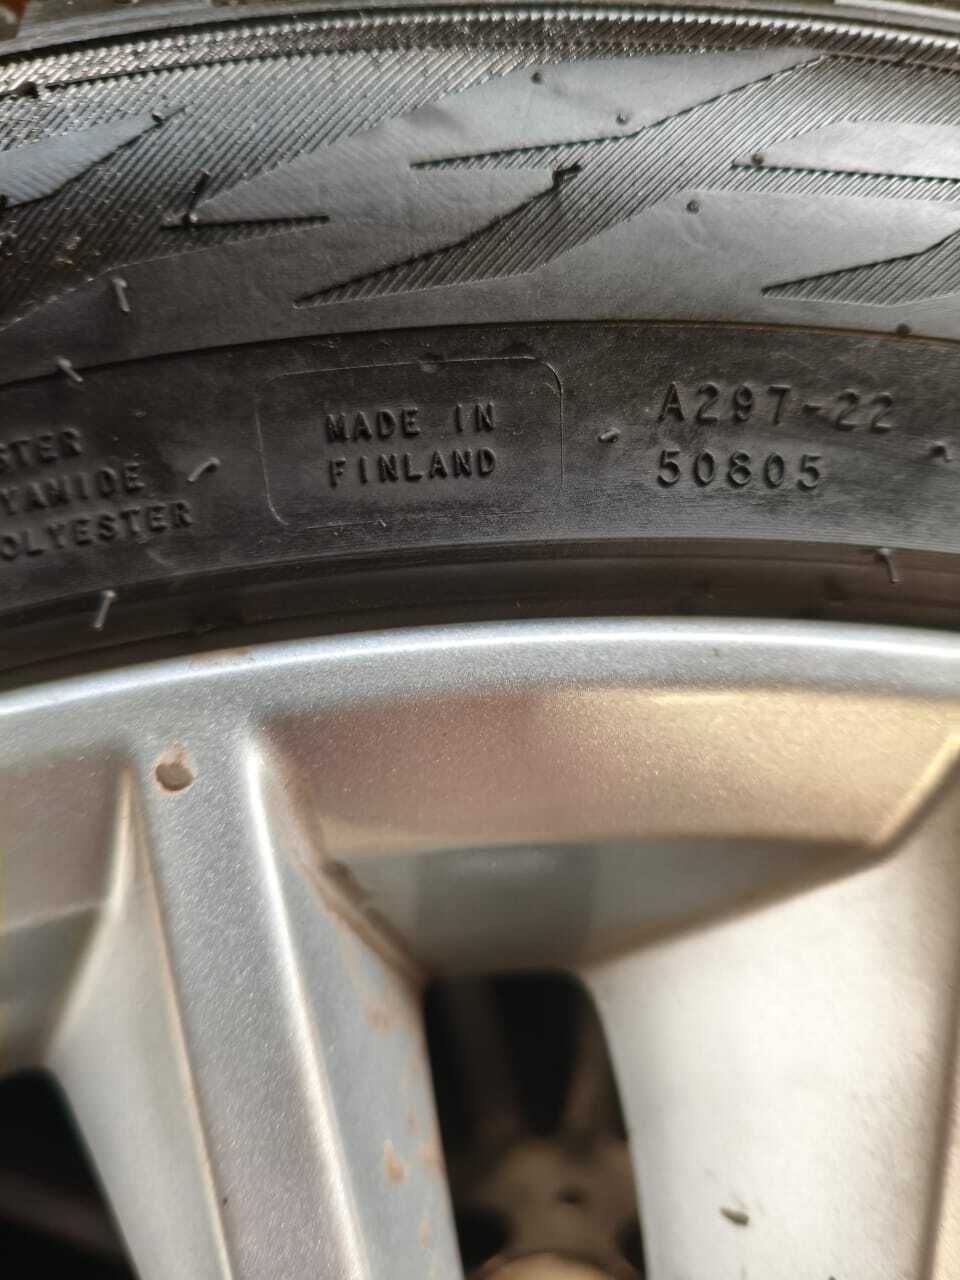 STER
YAMIDE
OLYESTER
MADE IN
FINLAND
A297-22
50805